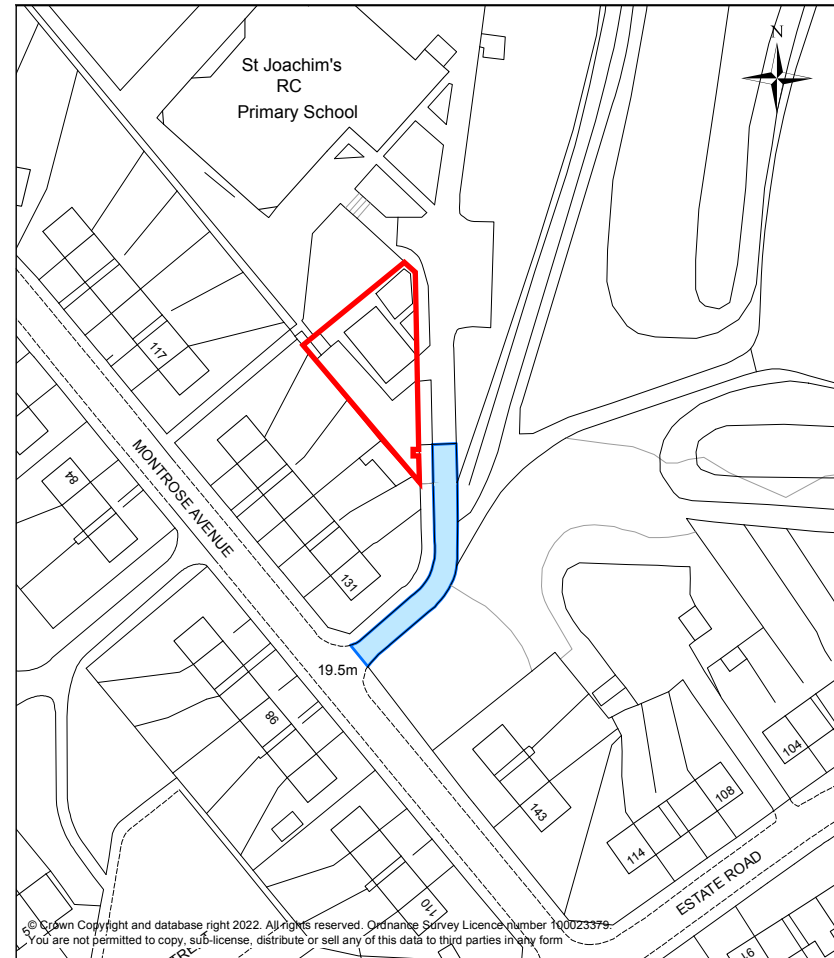 N
St Joachim's
RC
Primary School
117
MONTROSE AVENUE
84
131
19.5m
98
143
104
108
114
110
ESTATE ROAD
© Crown Copyright and database right 2022. All rights reserved. Ordnance Survey Licence number 100023379.
You are not permitted to copy, sub-license, distribute or sell any of this data to third parties in any form